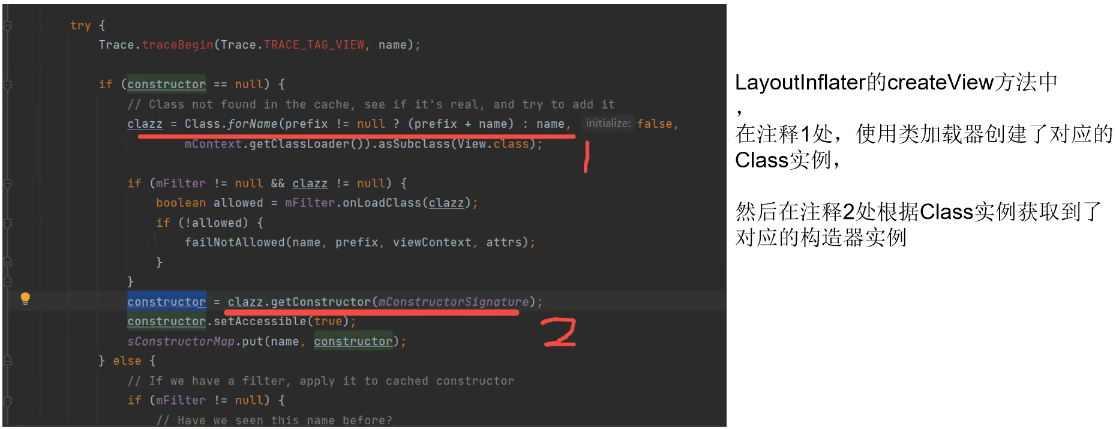 try {
Trace.traceBegin(Trace.TRACE_TAG_VIEW, name);
if (constructor == null) {
// Class not found in the cache, see if it's real, and try to add it
clazz = Class.forName(prefix != null ? (prefix + name) : name, initialize: false,
mContext.getClassLoader()).asSubclass(View.class);
1
if (mFilter != null && clazz != null) {
boolean allowed = mFilter.onLoadClass(clazz);
if (!allowed) {
failNotAllowed(name, prefix, viewContext, attrs);
}
}
constructor = clazz.getConstructor(mConstructorSignature);
constructor.setAccessible(true);
2
sConstructorMap.put(name, constructor);
} else {
// If we have a filter, apply it to cached constructor
if (mFilter != null) {
// Have we seen this name before?
LayoutInflater的createView方法中
，
在注释1处，使用类加载器创建了对应的
Class实例，
然后在注释2处根据Class实例获取到了
对应的构造器实例